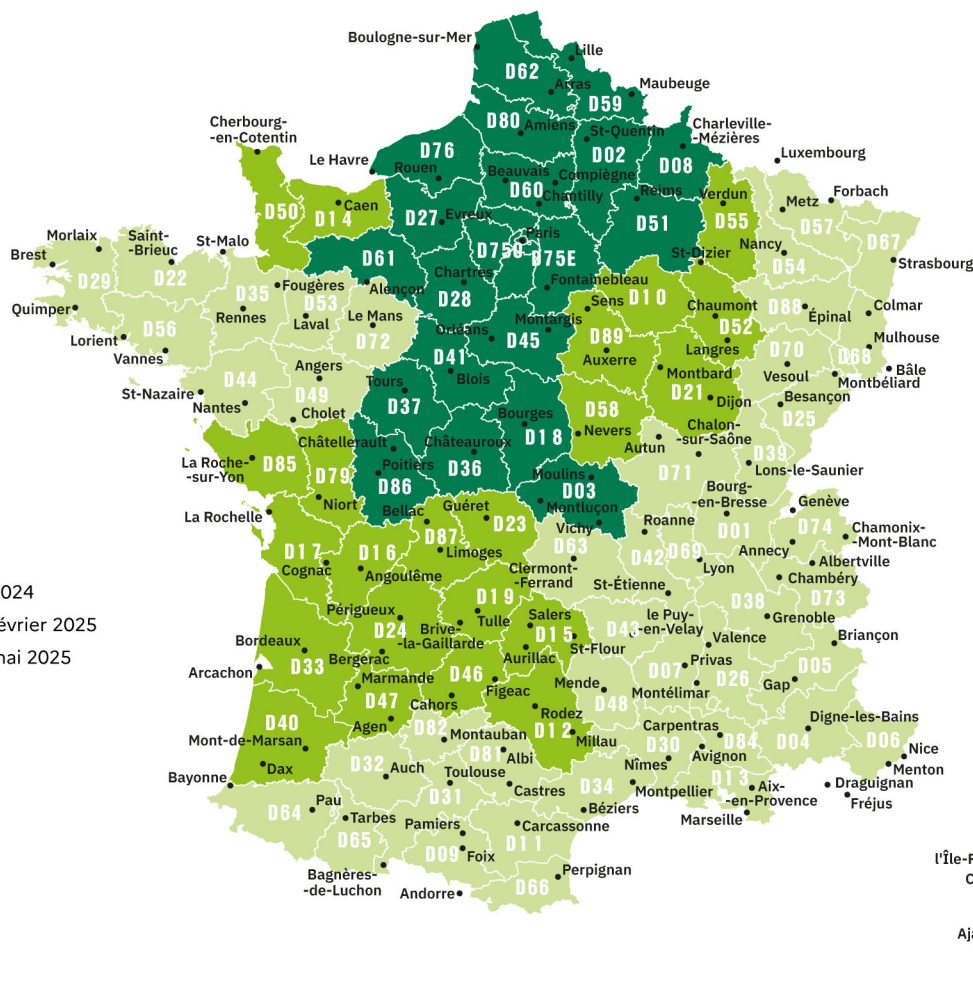 Boulogne-sur-Mer
Lille
D62
Arras
Maubeuge
D59
Cherbourg-
-en-Cotentin
D80
Amiens
St-Quentin
Charleville-
-Mézières
D76
D02
Le Havre
Rouen
Beauvais
Compiègne
D08
Luxembourg
D60
Chantilly
Reims
Verdun
Forbach
Metz
Caen
D50
D14
D27
Evreux
D51
D55
D57
Morlaix
Saint-
-Brieuc
St-Malo
Paris
D67
Nancy
Brest
D61
D75E
St-Dizier
D54
Strasbourg
D29
D22
Fougères
Alençon
Chartres
Fontainebleau
D35
D53
D28
Sens
D10
Chaumont
D88
Épinal
Colmar
Quimper
Rennes
Laval
Le Mans
Montargis
D56
Lorient
D72
Orléans
D45
D89
D52
Mulhouse
Vannes
D41
Auxerre
Langres
D70
D68
Angers
Tours
Blois
Montbard
Vesoul
Bâle
Montbéliard
D44
D49
St-Nazaire
Nantes
Cholet
D37
Bourges
D58
D21
Dijon
Besançon
D25
Châtellerault
Châteauroux
D18
Nevers
Autun
Chalon-
-sur-Saône
La Roche-
-sur-Yon
D85
D79
Poitiers
D36
D39
D86
Moulins
D71
Lons-le-Saunier
Niort
D03
Bourg-
-en-Bresse
Genève
La Rochelle
Bellac
Guéret
Montluçon
D23
Vichy
Roanne
D01
D74
Chamonix-
-Mont-Blanc
D87
D17
D16
Limoges
D63
D42
D69
Annecy
Cognac
Angoulême
Clermont-
-Ferrand
Lyon
Albertville
St-Étienne
Chambéry
2024
D19
D38
D73
Périgueux
Tulle
Salers
le Puy-
-en-Velay
Grenoble
février 2025
D24
Brive-
-la-Gaillarde
D15
D43
Valence
Briançon
Bordeaux
St-Flour
mai 2025
D33
Bergerac
Aurillac
Privas
D05
Arcachon
D46
D07
D26
Marmande
Figeac
Mende
Montélimar
Gap
D47
Cahors
D48
D40
Agen
Rodez
Digne-les-Bains
D82
D12
Carpentras
Mont-de-Marsan
Montauban
Millau
D30
D84
D04
D06
Dax
D81
Albi
Nîmes
Avignon
Nice
D32
Auch
Toulouse
D13
Menton
Bayonne
Castres
D34
Montpellier
Aix-
-en-Provence
Draguignan
Pau
D31
Béziers
Fréjus
D64
Tarbes
Pamiers
Carcassonne
Marseille
D65
D09
D11
Foix
Bagnères-
-de-Luchon
Perpignan
Andorre
D66
l'Île-